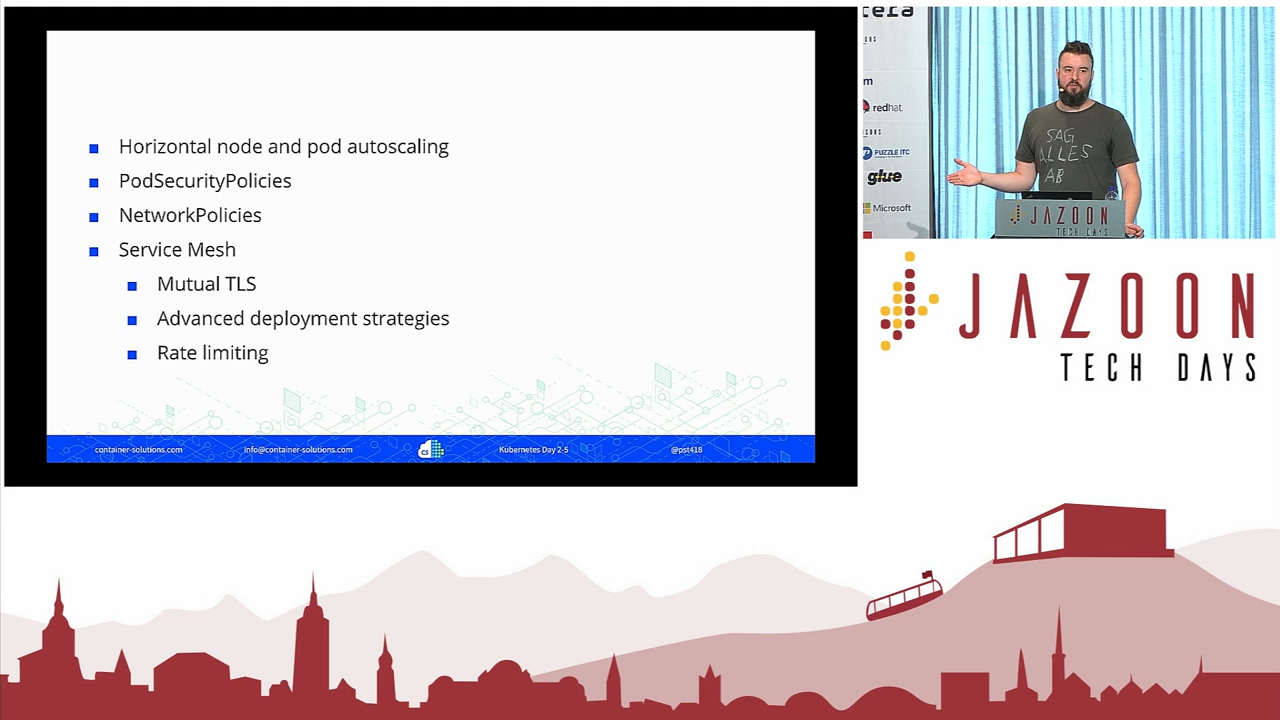 Horizontal node and pod autoscaling
PodSecurityPolicies
NetworkPolicies
Service Mesh
Mutual TLS
Advanced deployment strategies
Rate limiting
container-solutions.com
info@container-solutions.com
cs
Kubernetes Day 2-5
@pst418
redhat.
PUZZLE ITC
glue
Microsoft
SAG
ALLES
AB
JAZOON
TECH DAYS
JAZOON
TECH DAYS